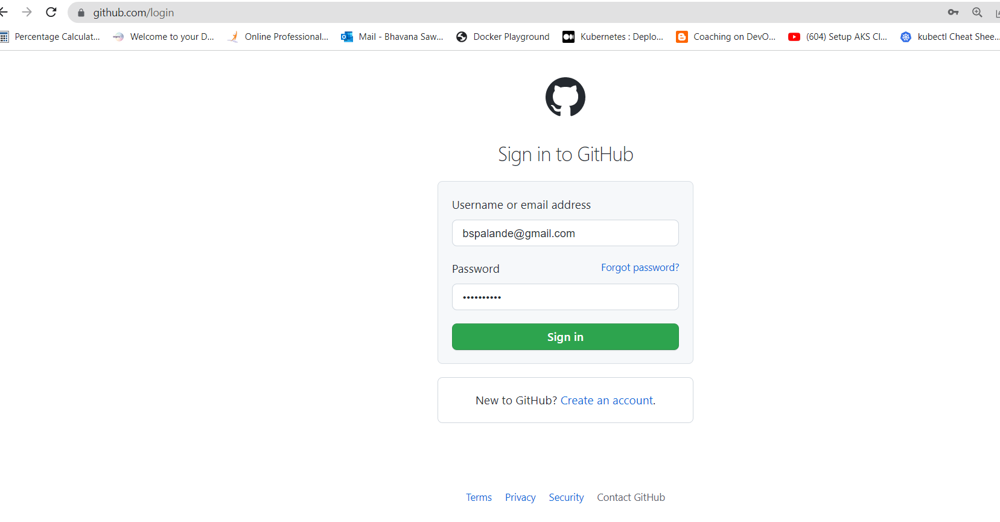 github.com/login
Percentage Calculat... Welcome to your D... Online Professional... Mail - Bhavana Saw... Docker Playground Kubernetes : Deplo... Coaching on DevO... (604) Setup AKS Cl... kubectl Cheat Shee...
Sign in to GitHub
Username or email address
bspalande@gmail.com
Password Forgot password?
••••••••••
Sign in
New to GitHub? Create an account.
Terms Privacy Security Contact GitHub